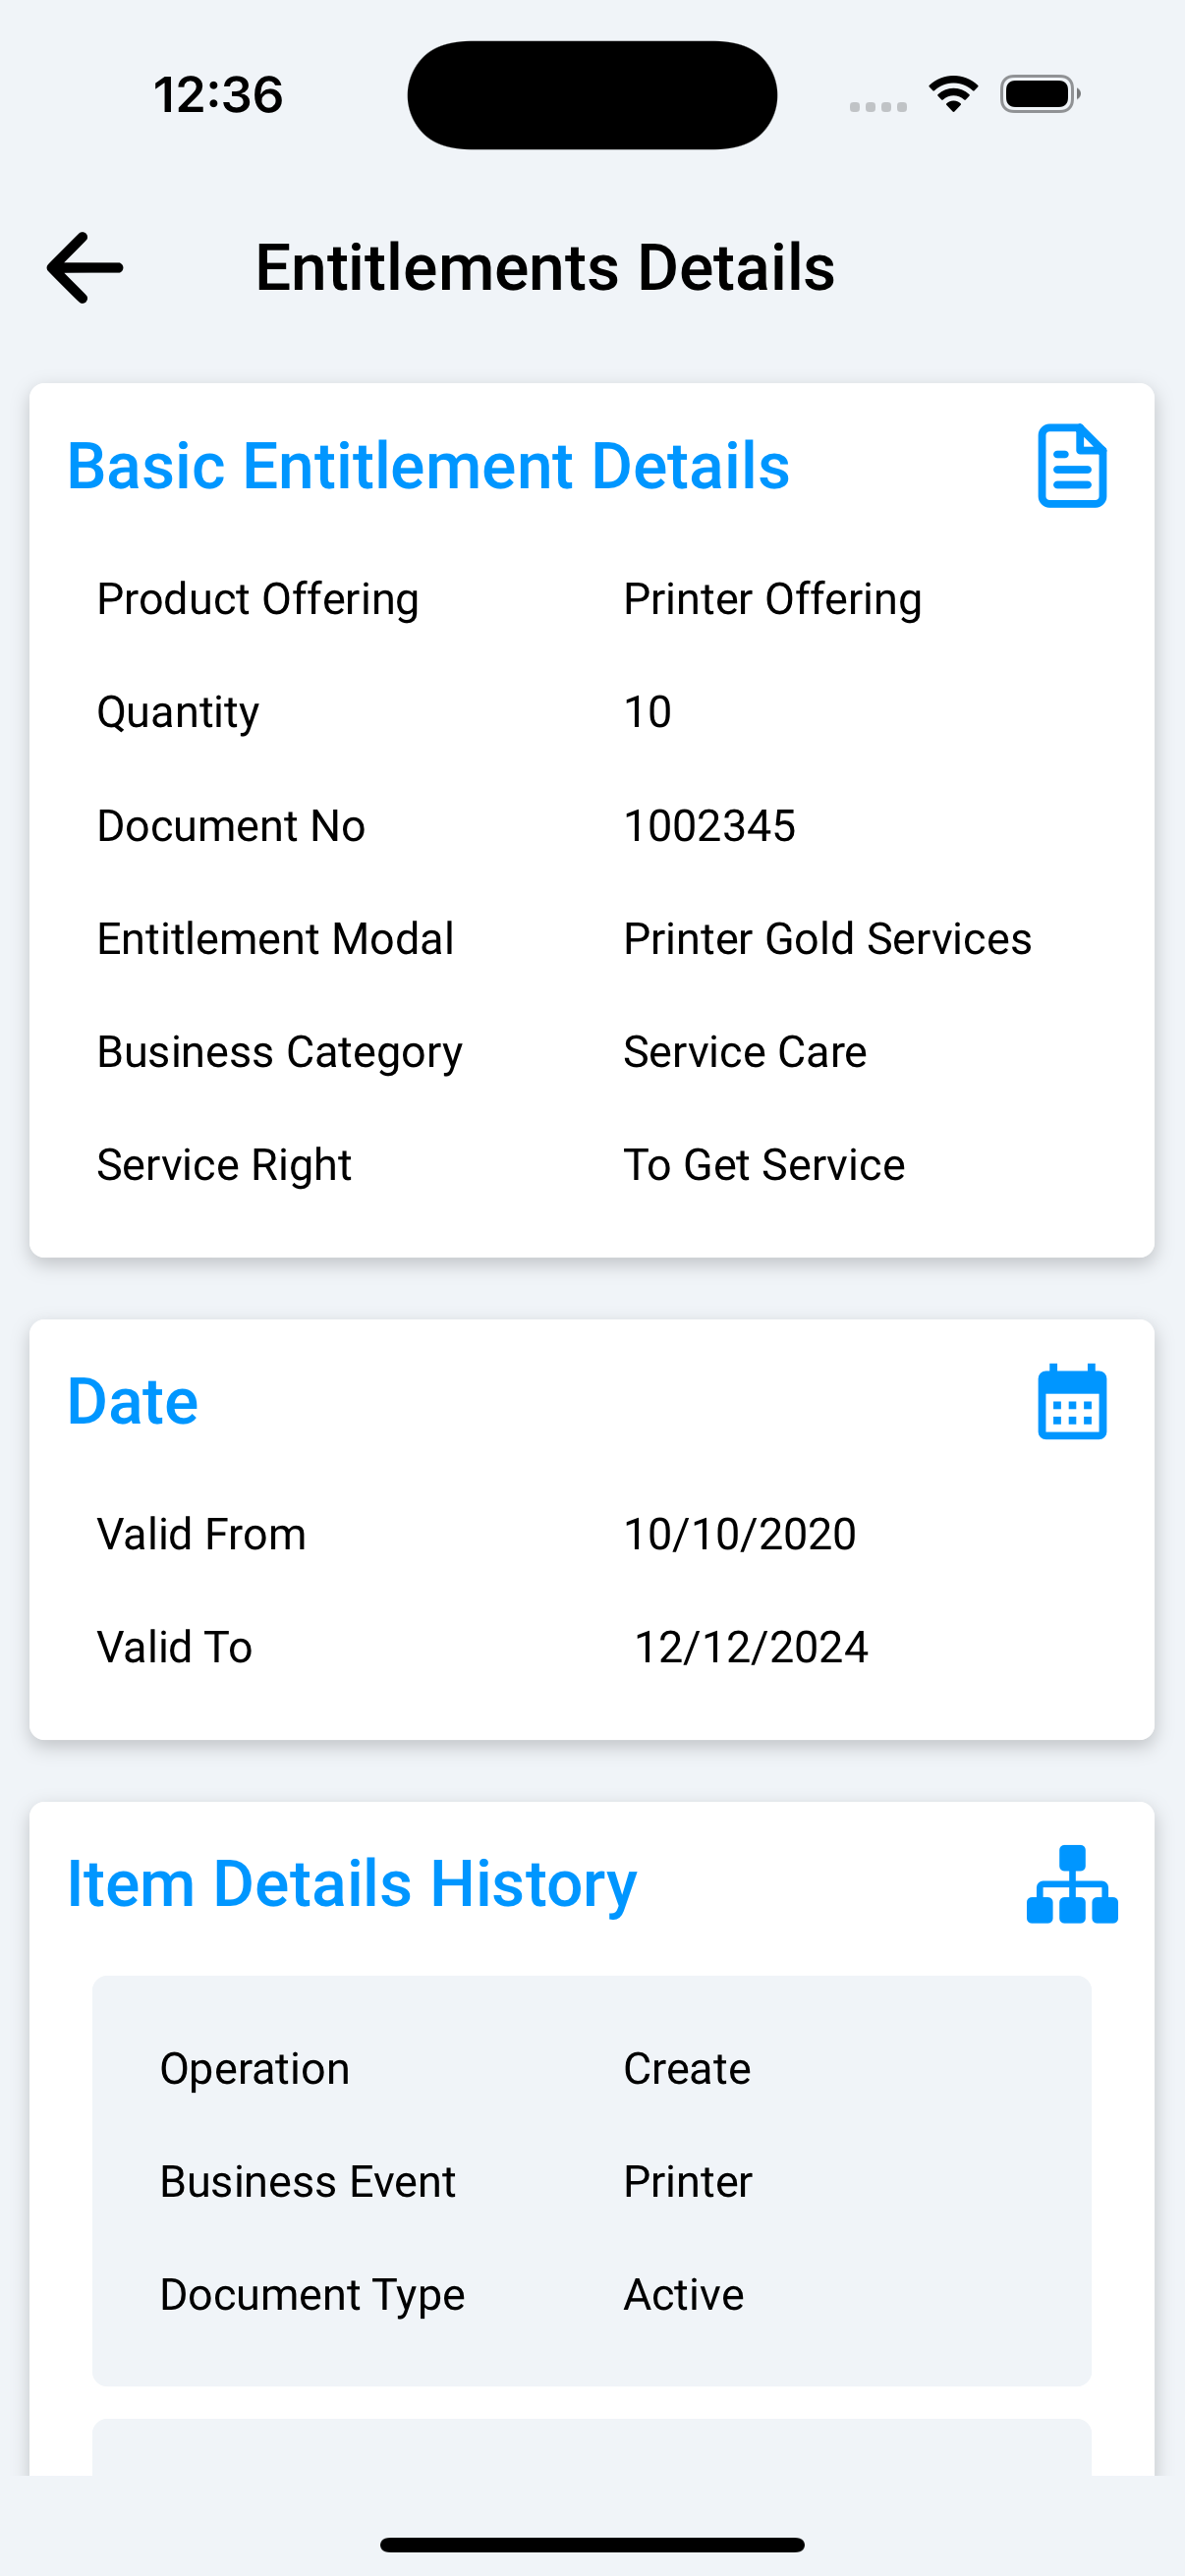 12:36
Entitlements Details
Basic Entitlement Details
Product Offering Printer Offering
Quantity 10
Document No 1002345
Entitlement Modal Printer Gold Services
Business Category Service Care
Service Right To Get Service
Date
Valid From 10/10/2020
Valid To 12/12/2024
Item Details History
Operation Create
Business Event Printer
Document Type Active